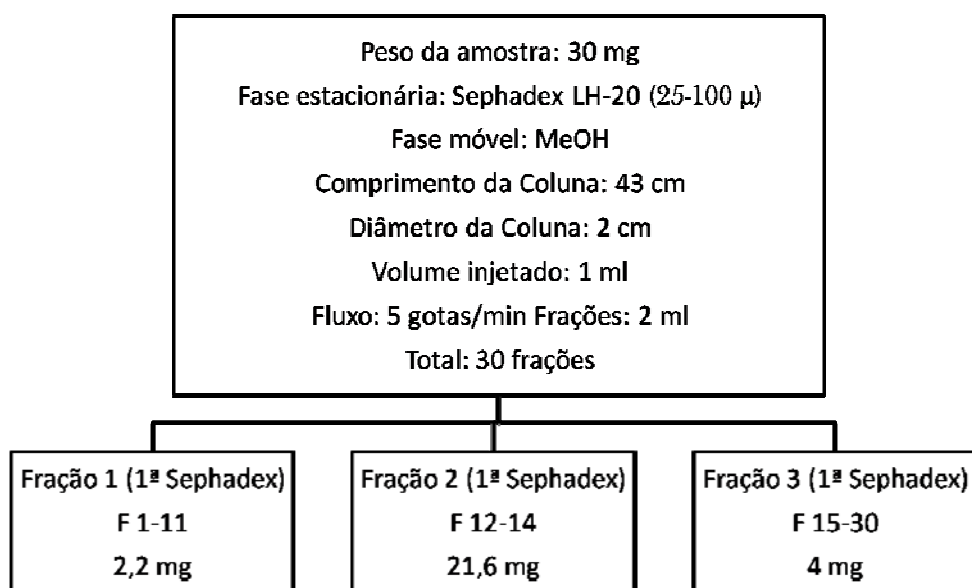 Peso da amostra: 30 mg
Fase estacionária: Sephadex LH-20 (25-100 µ)
Fase móvel: MeOH
Comprimento da Coluna: 43 cm
Diâmetro da Coluna: 2 cm
Volume injetado: 1 ml
Fluxo: 5 gotas/min Frações: 2 ml
Total: 30 frações
Fração 1 (1ª Sephadex)
F 1-11
2,2 mg
Fração 2 (1ª Sephadex)
F 12-14
21,6 mg
Fração 3 (1ª Sephadex)
F 15-30
4 mg